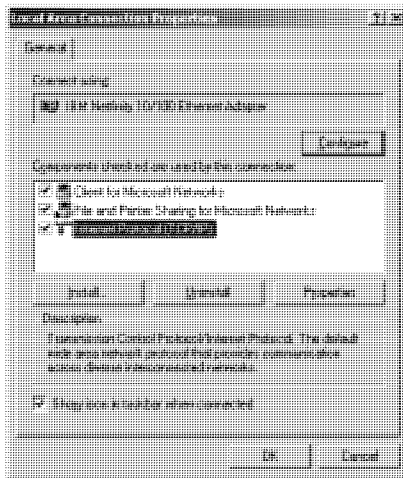 Local Area Connection Properties
General
Connect using:
10/100 Ethernet Adapter
Configure
Components checked are used by this connection:
Client for Microsoft Networks
File and Printer Sharing for Microsoft Networks
Internet Protocol (TCP/IP)
Install...
Uninstall
Properties
Description
Transmission Control Protocol/Internet Protocol. The default
wide area network protocol that provides communication
across diverse interconnected networks.
Show icon in taskbar when connected
OK
Cancel